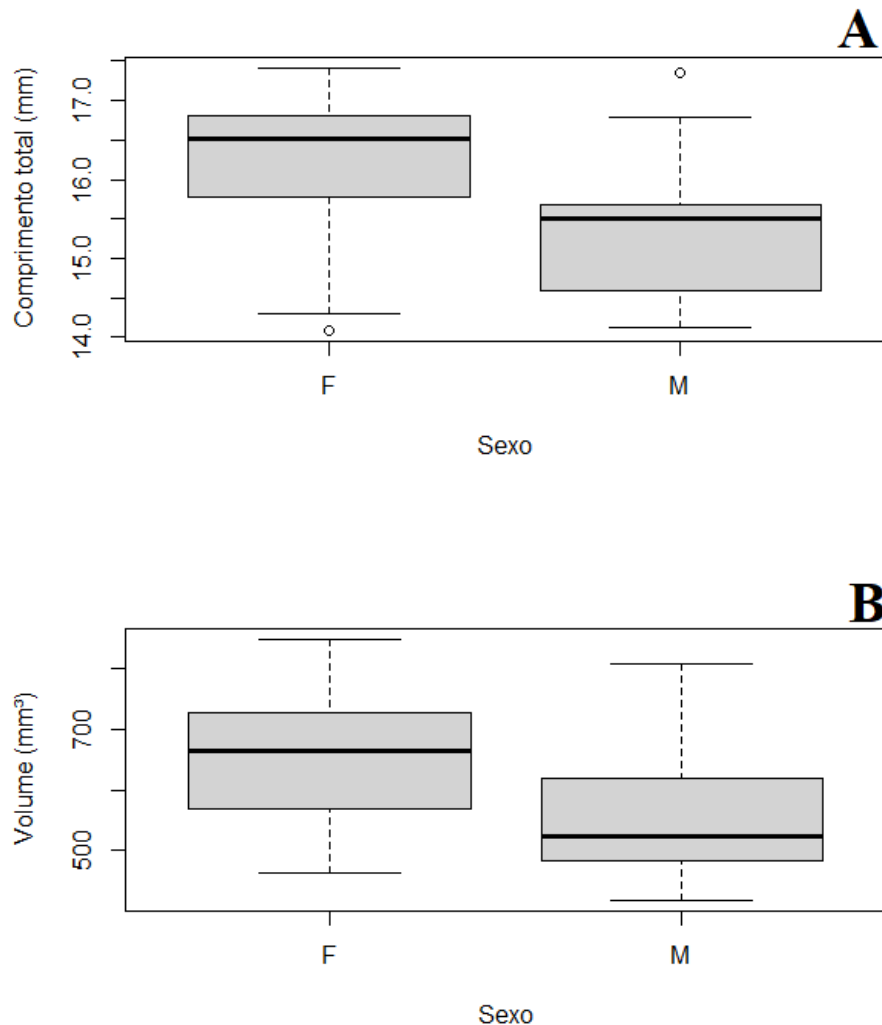 A
Comprimento total (mm)
17.0
16.0
15.0
14.0
F M
Sexo
B
Volume (mm³)
700
500
F M
Sexo